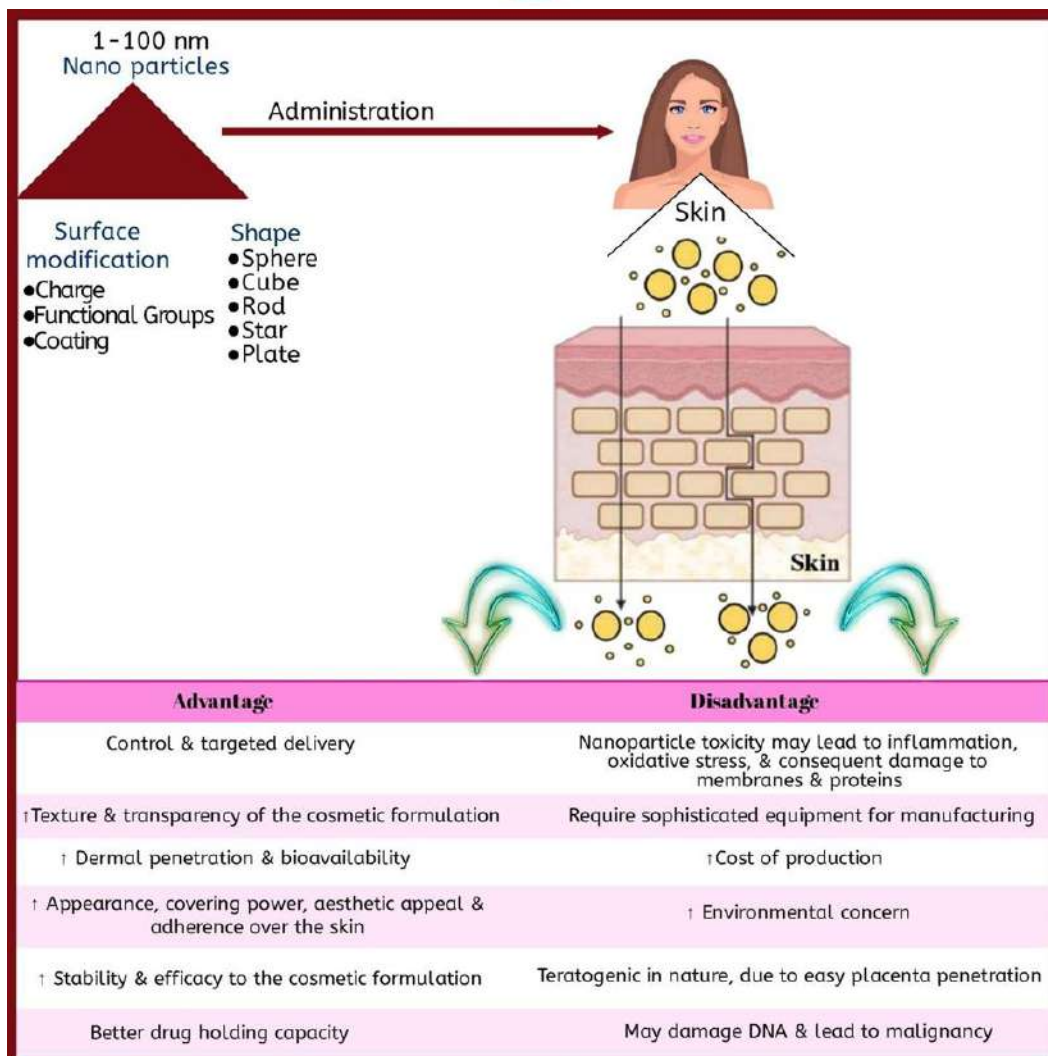 1-100 nm
Nano particles
Administration
Skin
Surface
modification
●Charge
●Functional Groups
●Coating
Shape
●Sphere
●Cube
●Rod
●Star
●Plate
Skin
Advantage
Disadvantage
Control & targeted delivery
Nanoparticle toxicity may lead to inflammation,
oxidative stress, & consequent damage to
membranes & proteins
↑Texture & transparency of the cosmetic formulation
Require sophisticated equipment for manufacturing
↑ Dermal penetration & bioavailability
↑Cost of production
↑ Appearance, covering power, aesthetic appeal &
adherence over the skin
↑ Environmental concern
↑ Stability & efficacy to the cosmetic formulation
Teratogenic in nature, due to easy placenta penetration
Better drug holding capacity
May damage DNA & lead to malignancy